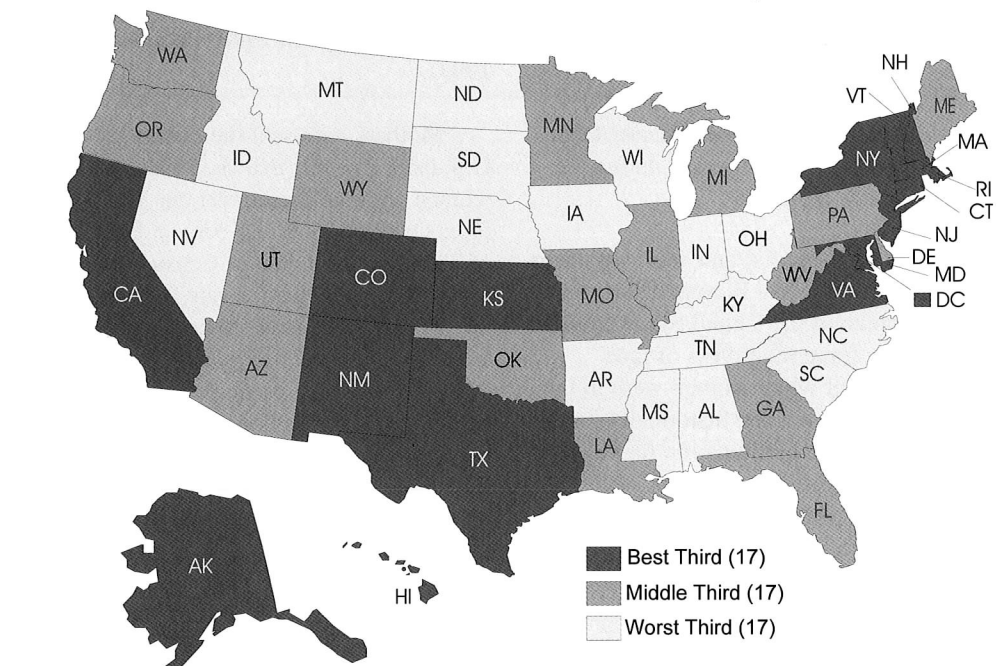 WA
MT
ND
MN
OR
ID
SD
WI
MI
WY
NE
IA
NV
UT
CO
KS
MO
IL
IN
OH
PA
NY
NH
VT
ME
MA
RI
CT
NJ
DE
MD
DC
WV
VA
KY
CA
AZ
NM
OK
AR
TN
NC
SC
MS
AL
GA
TX
LA
FL
AK
HI
Best Third (17)
Middle Third (17)
Worst Third (17)